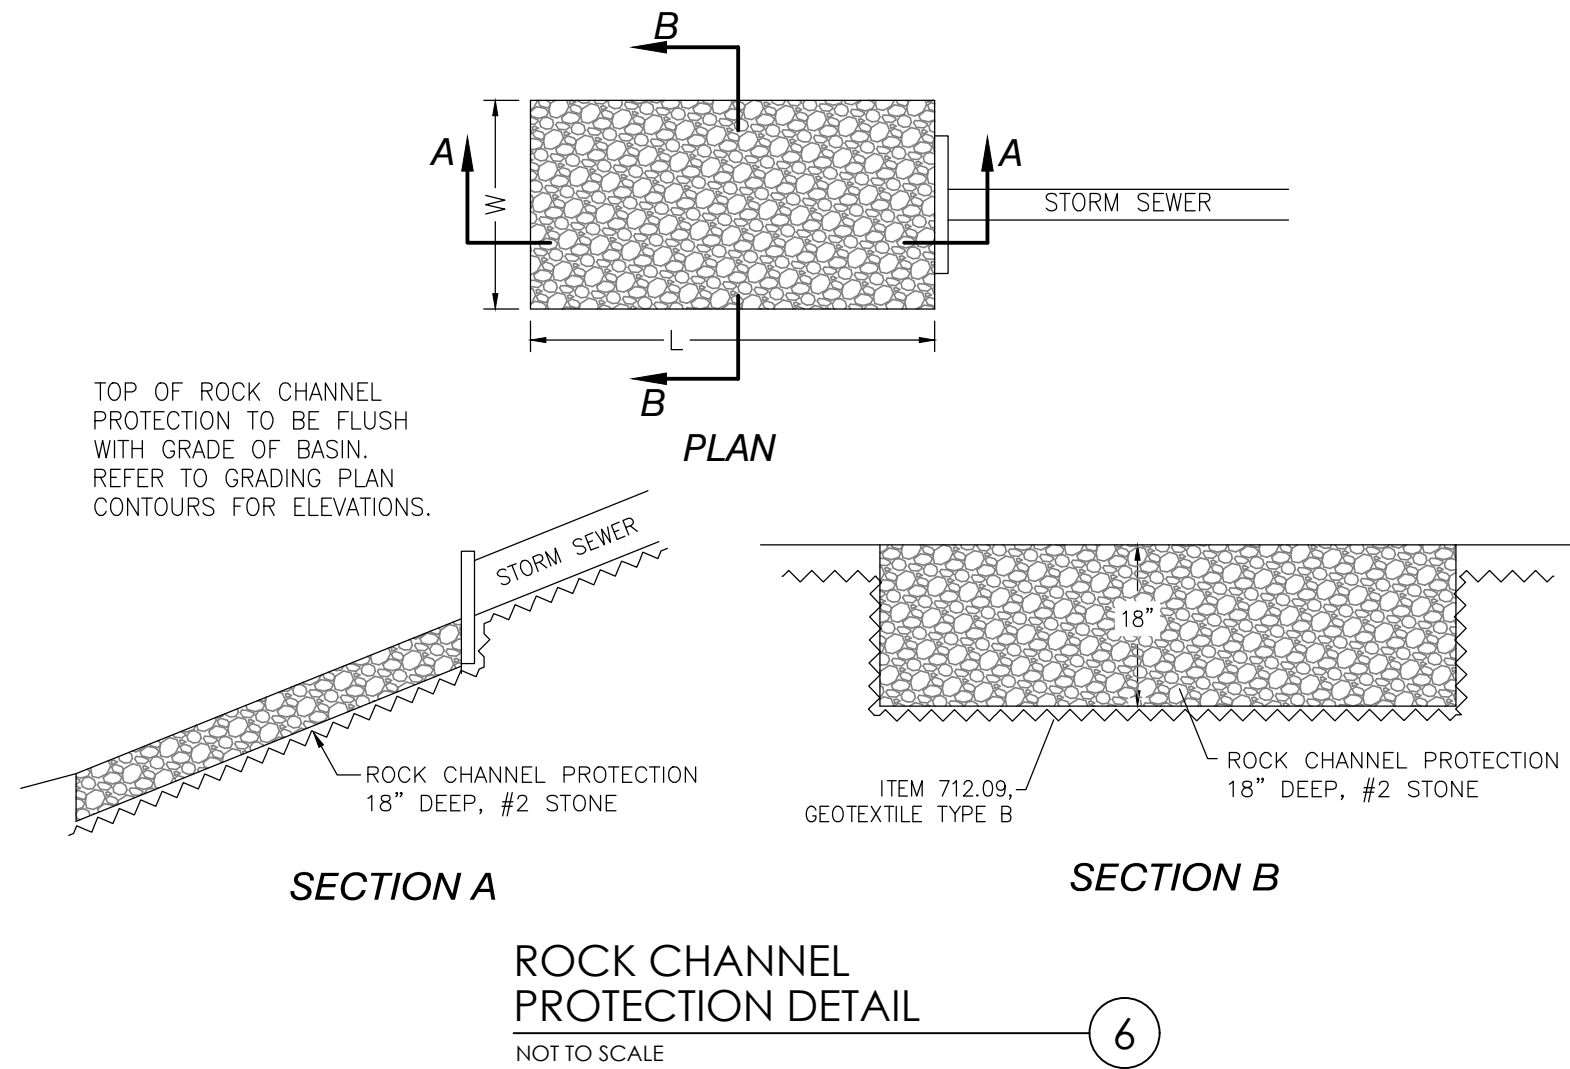 B
A
A
W
STORM SEWER
L
B
PLAN
TOP OF ROCK CHANNEL
PROTECTION TO BE FLUSH
WITH GRADE OF BASIN.
REFER TO GRADING PLAN
CONTOURS FOR ELEVATIONS.
STORM SEWER
ROCK CHANNEL PROTECTION
18" DEEP, #2 STONE
SECTION A
18"
ITEM 712.09,
GEOTEXTILE TYPE B
ROCK CHANNEL PROTECTION
18" DEEP, #2 STONE
SECTION B
ROCK CHANNEL
PROTECTION DETAIL
NOT TO SCALE
6